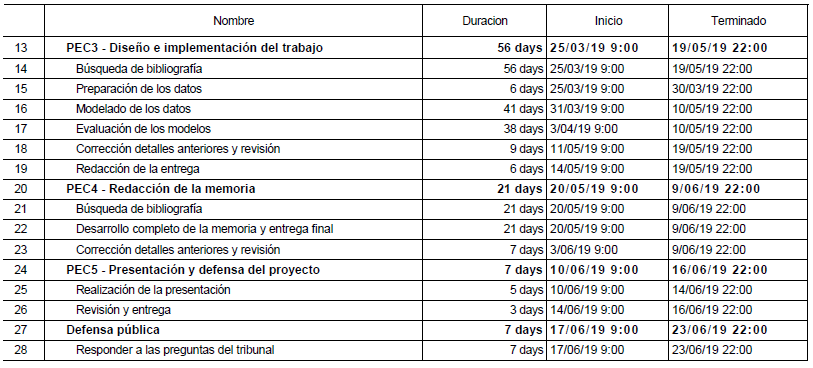 Nombre Duracion Inicio Terminado
13 PEC3 - Diseño e implementación del trabajo 56 days 25/03/19 9:00 19/05/19 22:00
14 Búsqueda de bibliografía 56 days 25/03/19 9:00 19/05/19 22:00
15 Preparación de los datos 6 days 25/03/19 9:00 30/03/19 22:00
16 Modelado de los datos 41 days 31/03/19 9:00 10/05/19 22:00
17 Evaluación de los modelos 38 days 3/04/19 9:00 10/05/19 22:00
18 Corrección detalles anteriores y revisión 9 days 11/05/19 9:00 19/05/19 22:00
19 Redacción de la entrega 6 days 14/05/19 9:00 19/05/19 22:00
20 PEC4 - Redacción de la memoria 21 days 20/05/19 9:00 9/06/19 22:00
21 Búsqueda de bibliografía 21 days 20/05/19 9:00 9/06/19 22:00
22 Desarrollo completo de la memoria y entrega final 21 days 20/05/19 9:00 9/06/19 22:00
23 Corrección detalles anteriores y revisión 7 days 3/06/19 9:00 9/06/19 22:00
24 PEC5 - Presentación y defensa del proyecto 7 days 10/06/19 9:00 16/06/19 22:00
25 Realización de la presentación 5 days 10/06/19 9:00 14/06/19 22:00
26 Revisión y entrega 3 days 14/06/19 9:00 16/06/19 22:00
27 Defensa pública 7 days 17/06/19 9:00 23/06/19 22:00
28 Responder a las preguntas del tribunal 7 days 17/06/19 9:00 23/06/19 22:00